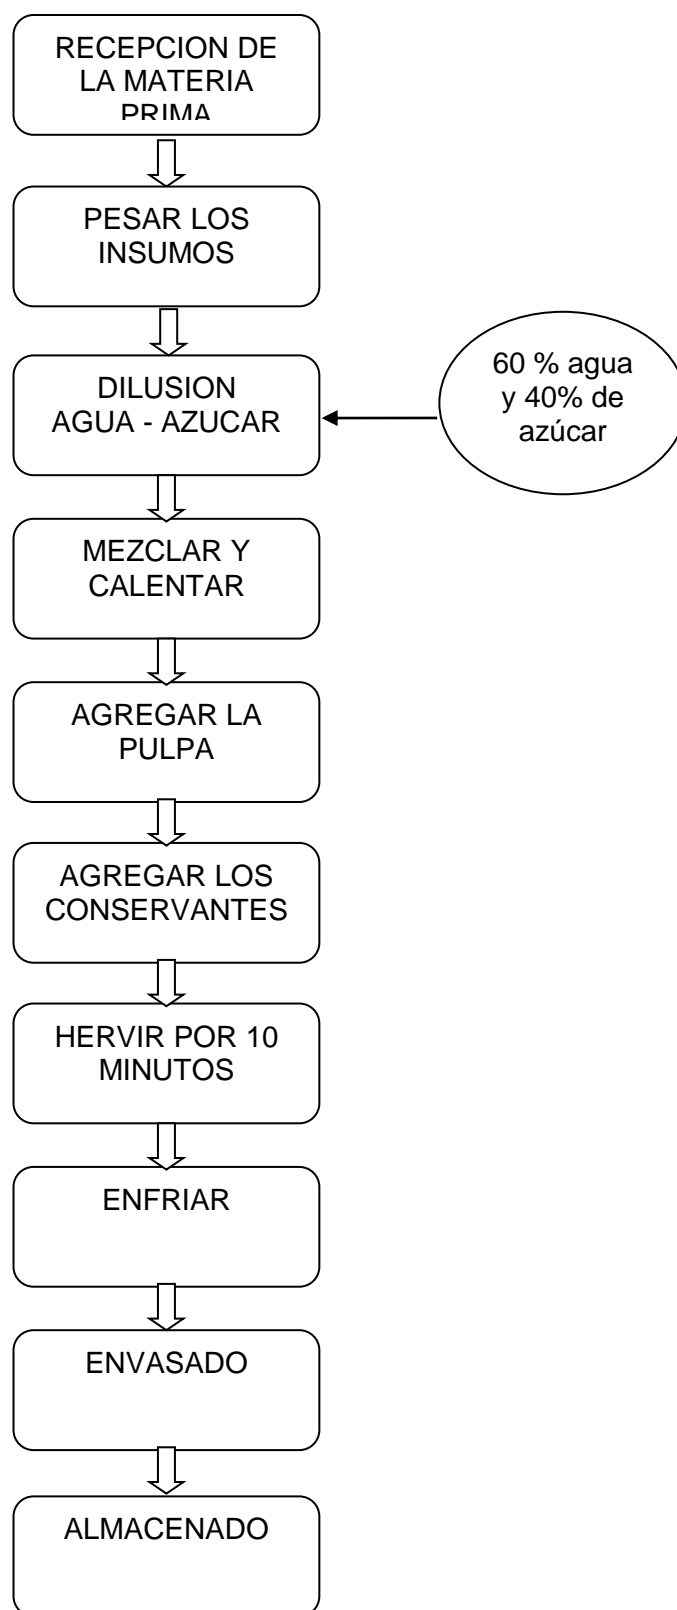 RECEPCION DE
LA MATERIA
PRIMA
PESAR LOS
INSUMOS
DILUSION
AGUA - AZUCAR
60 % agua
y 40% de
azúcar
MEZCLAR Y
CALENTAR
AGREGAR LA
PULPA
AGREGAR LOS
CONSERVANTES
HERVIR POR 10
MINUTOS
ENFRIAR
ENVASADO
ALMACENADO